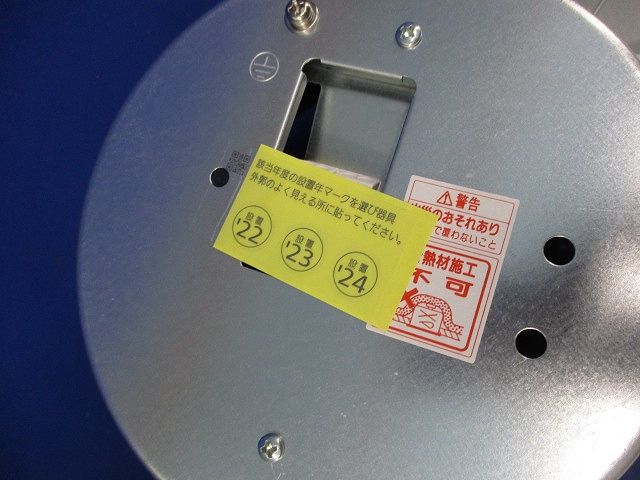 該当年度の設置年マークを選び器具
外郭のよく見える所に貼ってください。
設置
'22
設置
'23
設置
'24
警告
のおそれあり
で覆わないこと
熱材施工
不可